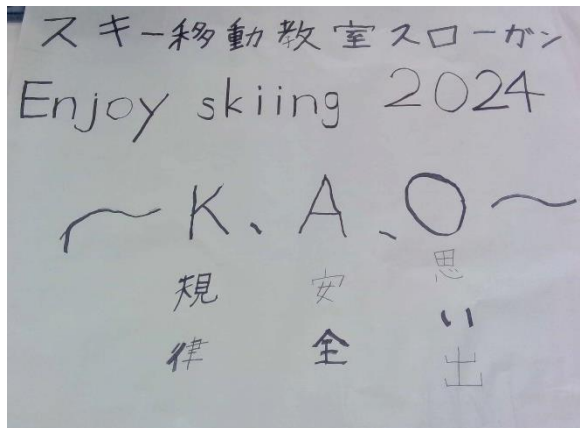 スキー移動教室スローガン
Enjoy skiing 2024
～K、A、O～
規律
安全
思い出